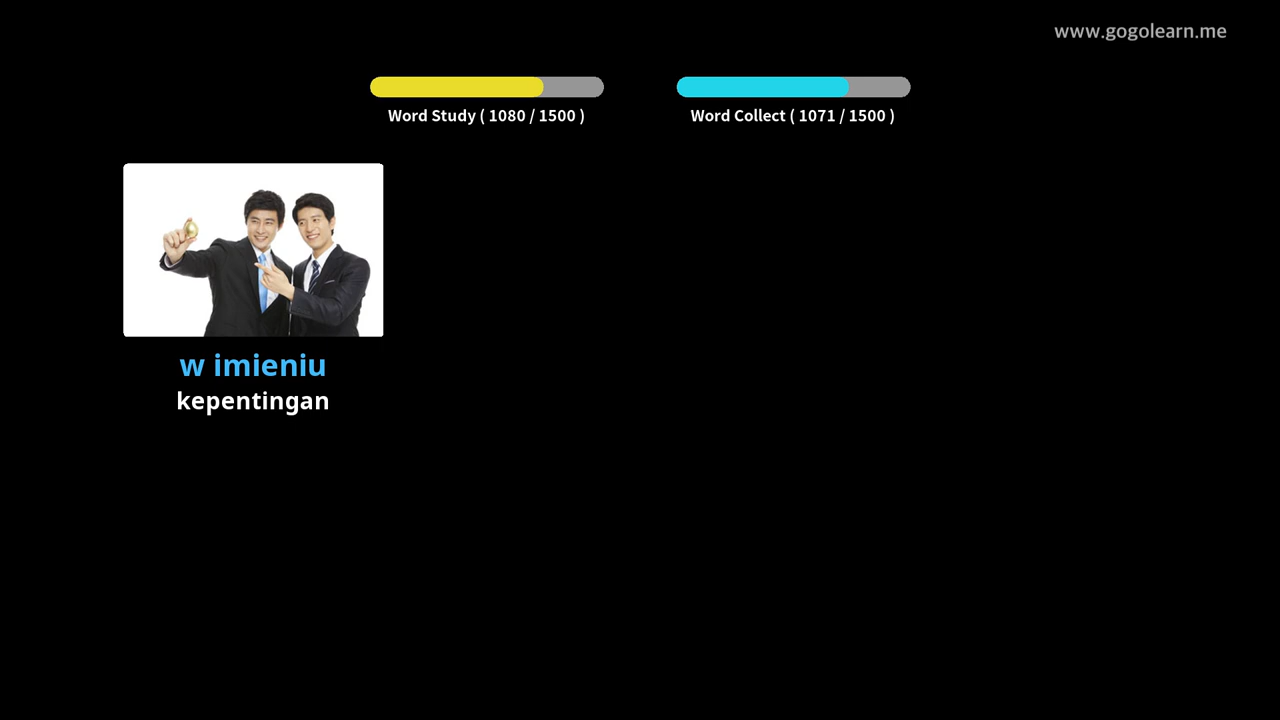 www.gogolearn.me
Word Study ( 1080 / 1500 )
Word Collect ( 1071 / 1500 )
w imieniu
kepentingan